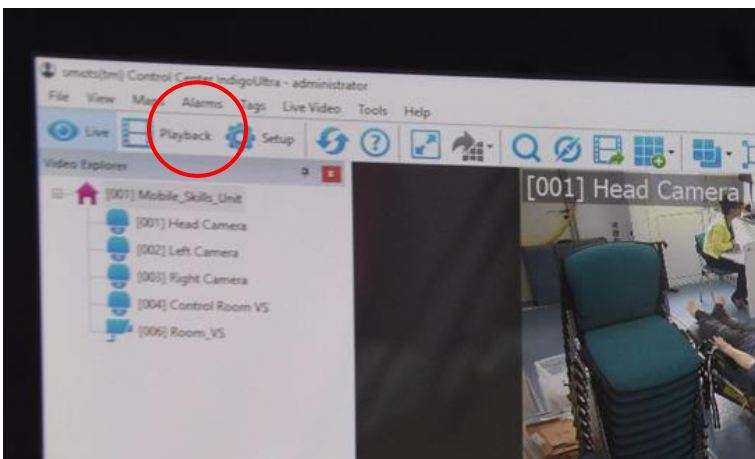 smots(tm) Control Center IndigoUltra - administrator
File View Maps Alarms Tags Live Video Tools Help
Live Playback Setup
Video Explorer
[001] Mobile_Skills_Unit
[001] Head Camera
[002] Left Camera
[003] Right Camera
[004] Control Room VS
[006] Room_VS
[001] Head Camera